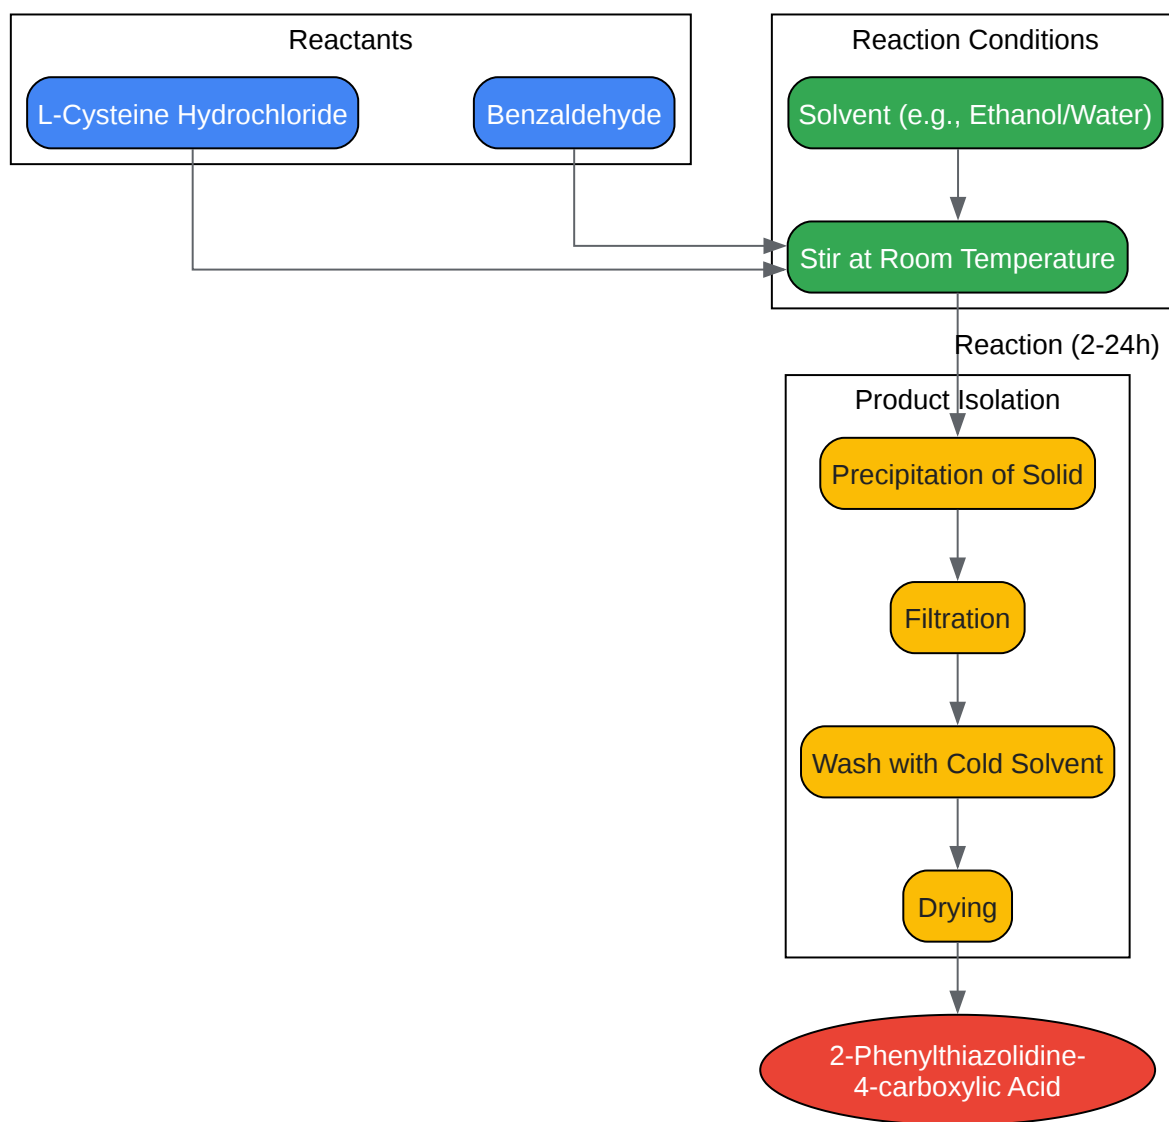 Reactants
L-Cysteine Hydrochloride
Benzaldehyde
Reaction Conditions
Solvent (e.g., Ethanol/Water)
Stir at Room Temperature
Reaction (2-24h)
Product Isolation
Precipitation of Solid
Filtration
Wash with Cold Solvent
Drying
2-Phenylthiazolidine-
4-carboxylic Acid